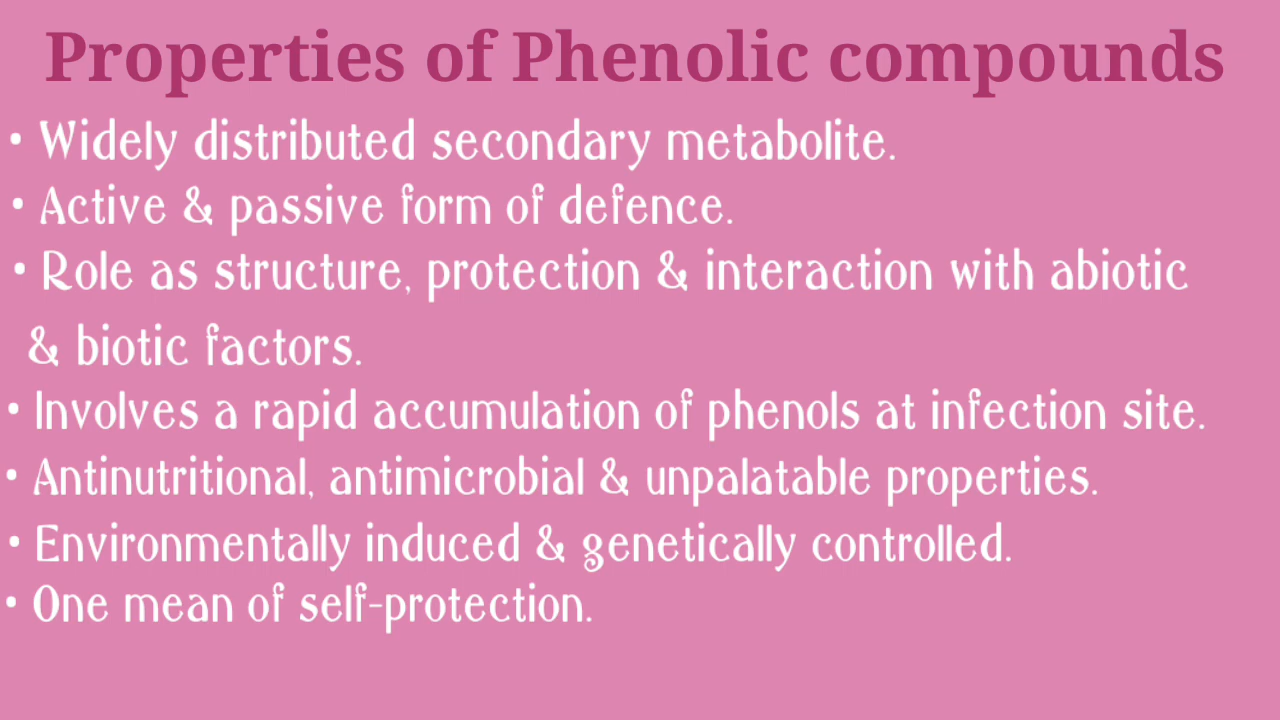 Properties of Phenolic compounds
• Widely distributed secondary metabolite.
• Active & passive form of defence.
• Role as structure, protection & interaction with abiotic
& biotic factors.
• Involves a rapid accumulation of phenols at infection site.
• Antinutritional, antimicrobial & unpalatable properties.
• Environmentally induced & genetically controlled.
• One mean of self-protection.